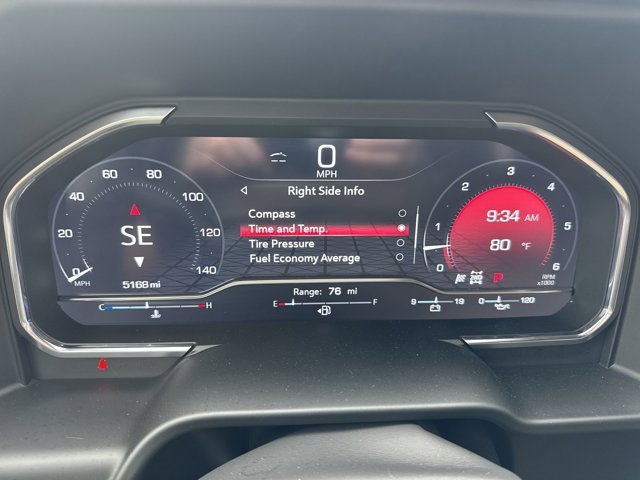 0
MPH
Right Side Info
Compass
Time and Temp.
Tire Pressure
Fuel Economy Average
0
20
40
60
80
100
120
140
MPH
SE
5168 mi
C H
Range: 76 mi
E F
0
1
2
3
4
5
6
RPM
x1000
9:34 AM
80 °F
P
9 19
0 120